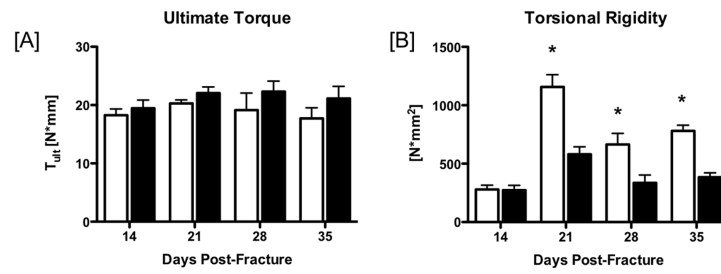 Ultimate Torque
[A]
30
20
10
0
Tult [N*mm]
14 21 28 35
Days Post-Fracture
Torsional Rigidity
[B]
1500
1000
500
0
[N*mm²]
* * *
14 21 28 35
Days Post-Fracture